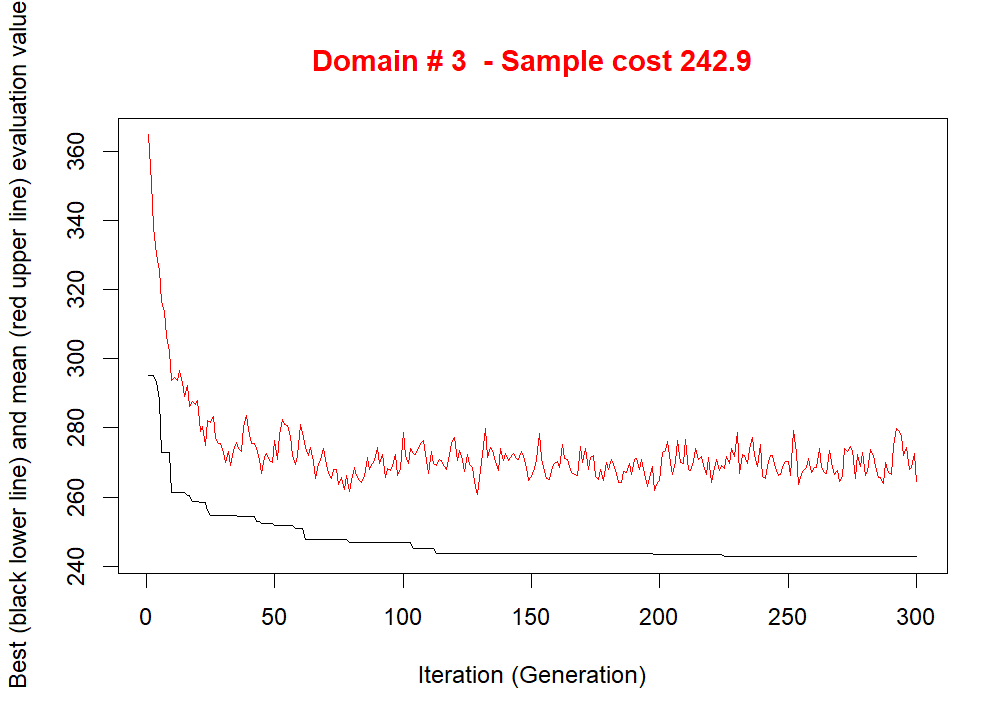 Domain # 3  - Sample cost 242.9
Best (black lower line) and mean (red upper line) evaluation value
360
340
320
300
280
260
240
0 50 100 150 200 250 300
Iteration (Generation)